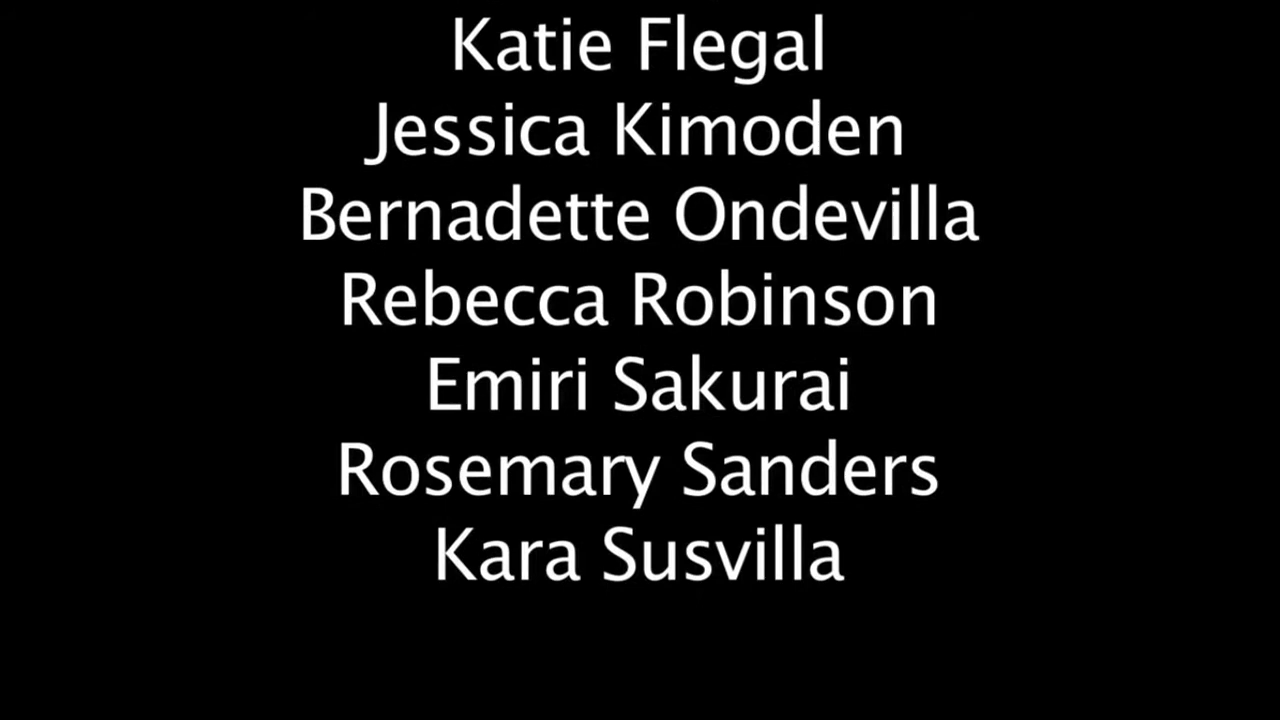 Katie Flegal
Jessica Kimoden
Bernadette Ondevilla
Rebecca Robinson
Emiri Sakurai
Rosemary Sanders
Kara Susvilla